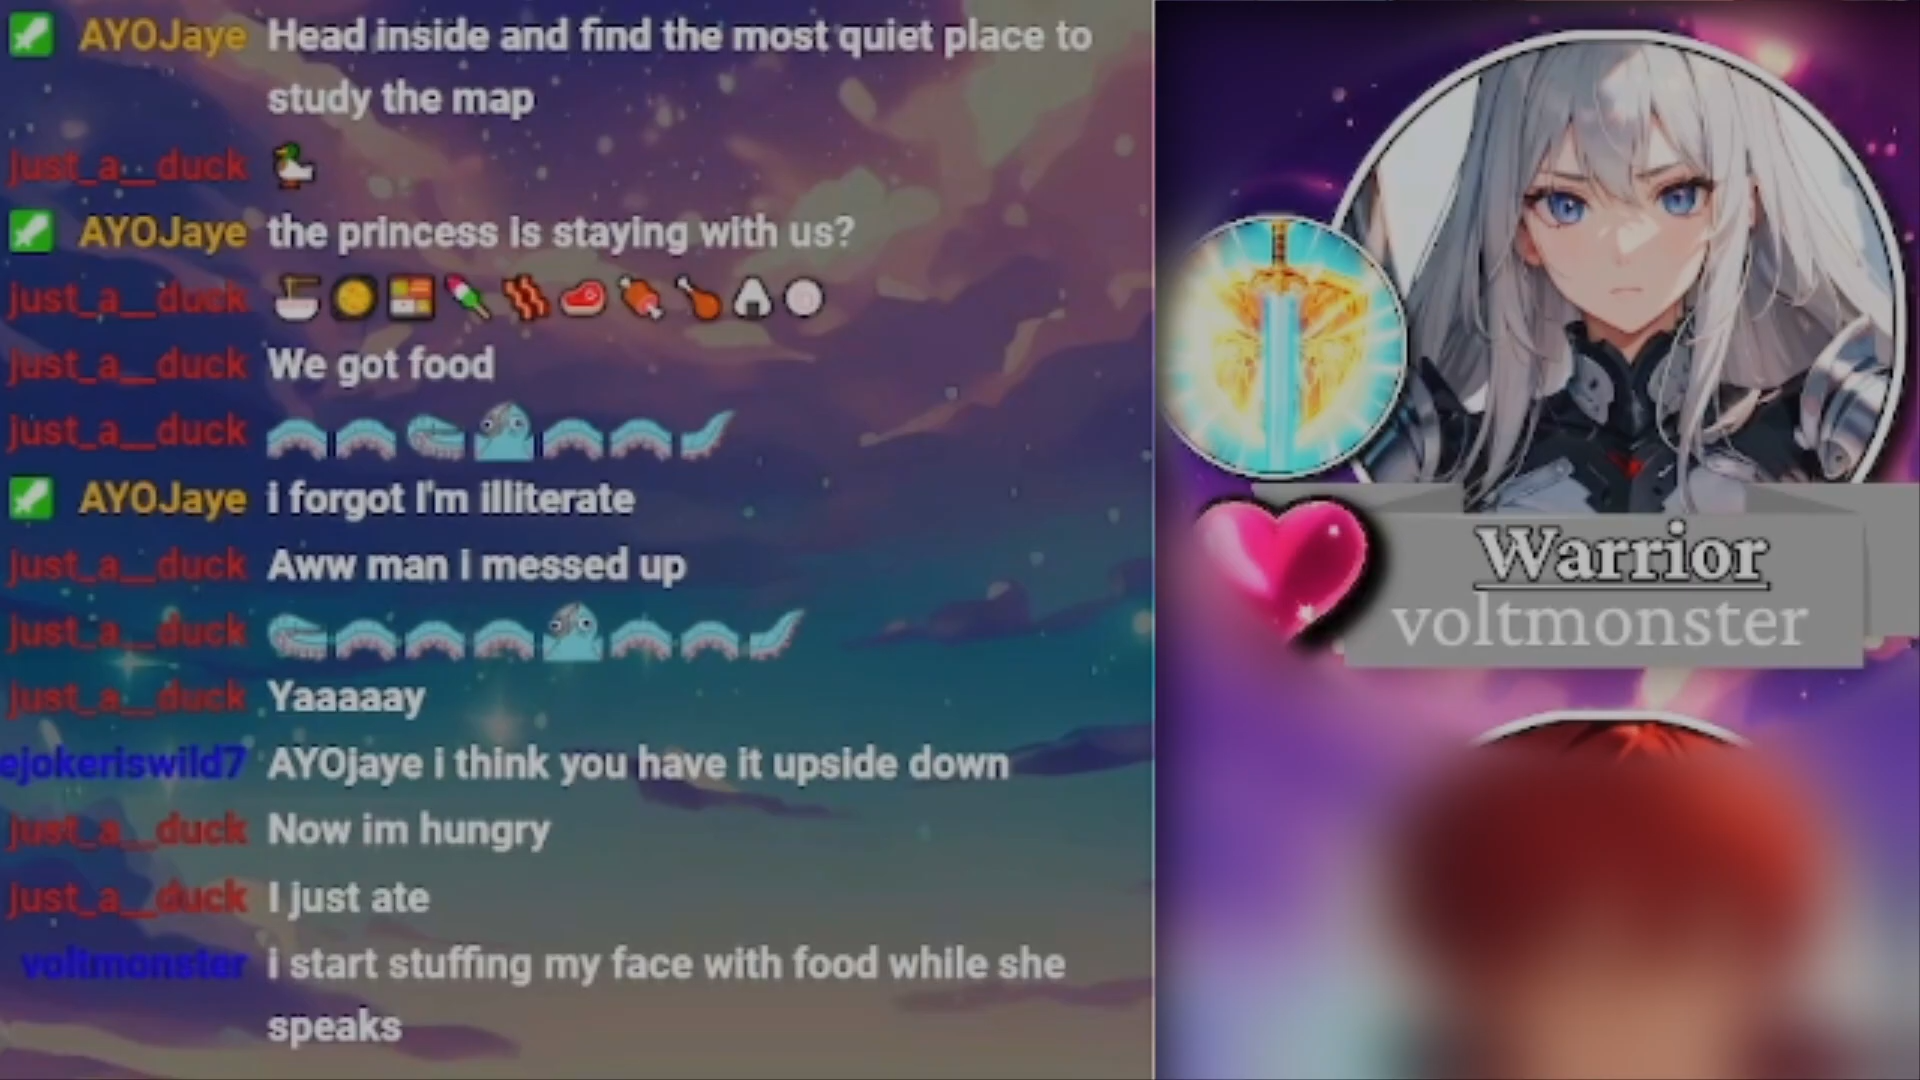 AYOJaye Head inside and find the most quiet place to
study the map
just_a__duck
AYOJaye the princess is staying with us?
just_a__duck
just_a__duck We got food
just_a__duck
AYOJaye i forgot I'm illiterate
just_a__duck Aww man I messed up
just_a__duck
just_a__duck Yaaaaay
ejokeriswild7 AYOjaye i think you have it upside down
just_a__duck Now im hungry
just_a__duck I just ate
voltmonster i start stuffing my face with food while she
speaks
Warrior
voltmonster